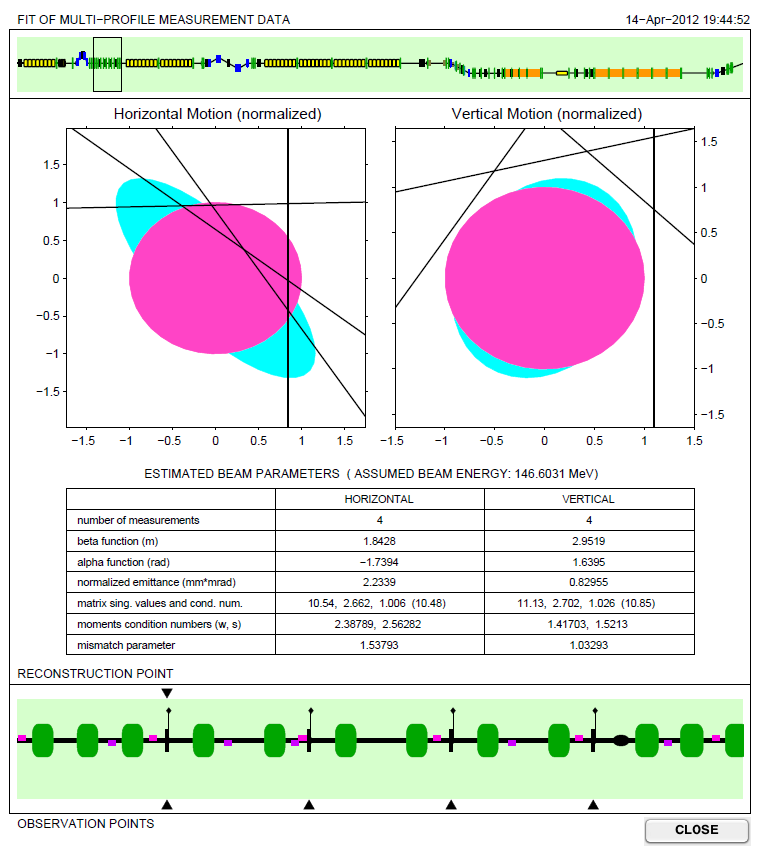 FIT OF MULTI−PROFILE MEASUREMENT DATA 14−Apr−2012 19:44:52
Horizontal Motion (normalized) Vertical Motion (normalized)
1.5
1
0.5
0
−0.5
−1
−1.5
−1.5 −1 −0.5 0 0.5 1 1.5
1.5
1
0.5
0
−0.5
−1
−1.5
−1.5 −1 −0.5 0 0.5 1 1.5
ESTIMATED BEAM PARAMETERS ( ASSUMED BEAM ENERGY: 146.6031 MeV)
HORIZONTAL VERTICAL
number of measurements 4 4
beta function (m) 1.8428 2.9519
alpha function (rad) −1.7394 1.6395
normalized emittance (mm*mrad) 2.2339 0.82955
matrix sing. values and cond. num. 10.54, 2.662, 1.006 (10.48) 11.13, 2.702, 1.026 (10.85)
moments condition numbers (w, s) 2.38789, 2.56282 1.41703, 1.5213
mismatch parameter 1.53793 1.03293
RECONSTRUCTION POINT
OBSERVATION POINTS
CLOSE